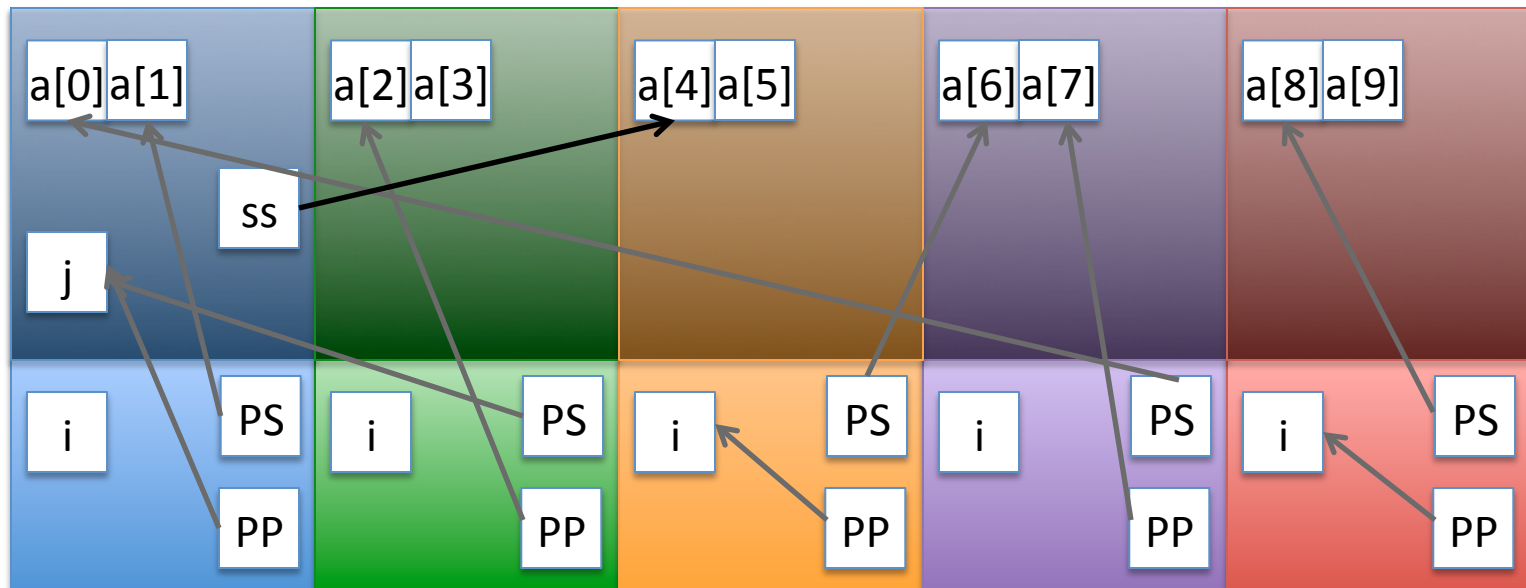 a[0] a[1] a[2] a[3] a[4] a[5] a[6] a[7] a[8] a[9]
ss
j
i PS i PS i PS i PS i PS
PP PP PP PP PP